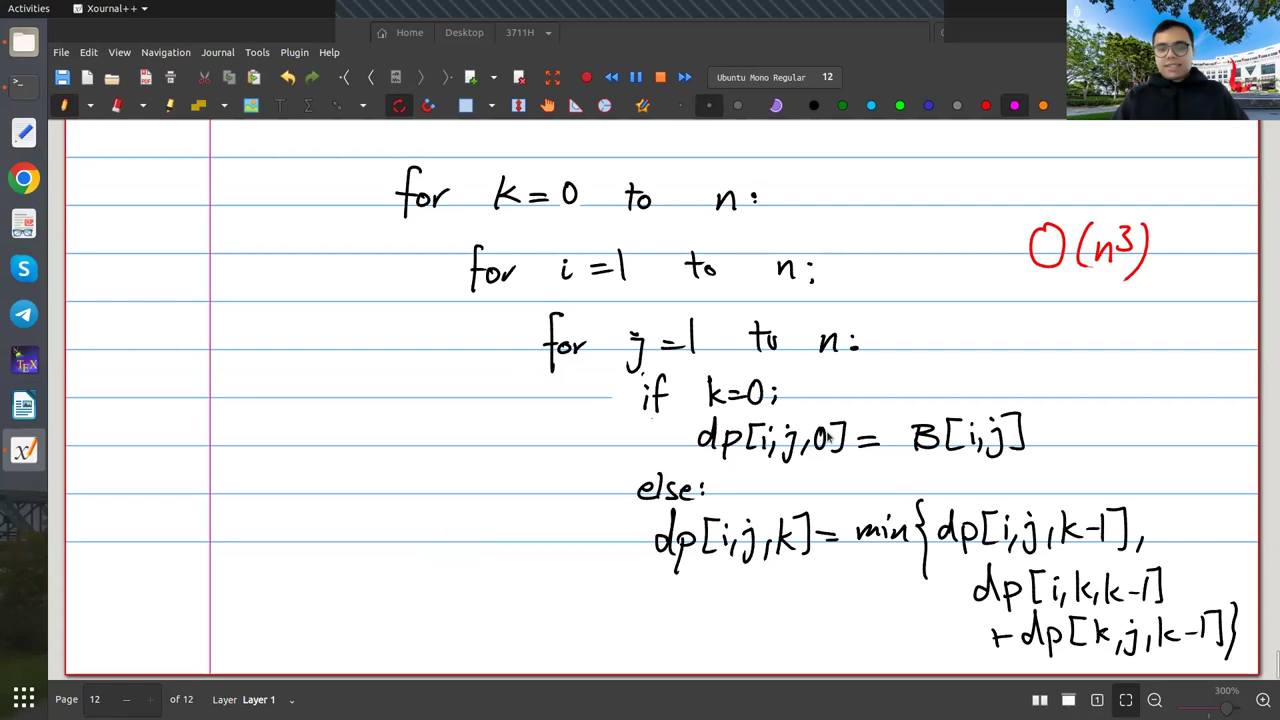 Activities
Xournal++
Home
Desktop
3711H
File Edit View Navigation Journal Tools Plugin Help
Ubuntu Mono Regular 12
for k=0 to n:
for i=1 to n:
O(n³)
for j=1 to n:
if k=0:
dp[i,j,0]= B[i,j]
else:
dp[i,j,k]= min{dp[i,j,k-1],
dp[i,k,k-1]
+dp[k,j,k-1]}
Page 12 of 12 Layer Layer 1
300%